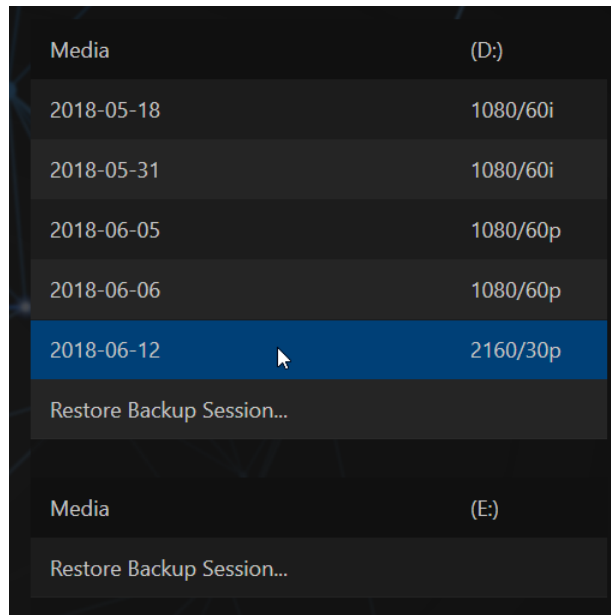 Media (D:)
2018-05-18 1080/60i
2018-05-31 1080/60i
2018-06-05 1080/60p
2018-06-06 1080/60p
2018-06-12 2160/30p
Restore Backup Session...
Media (E:)
Restore Backup Session...